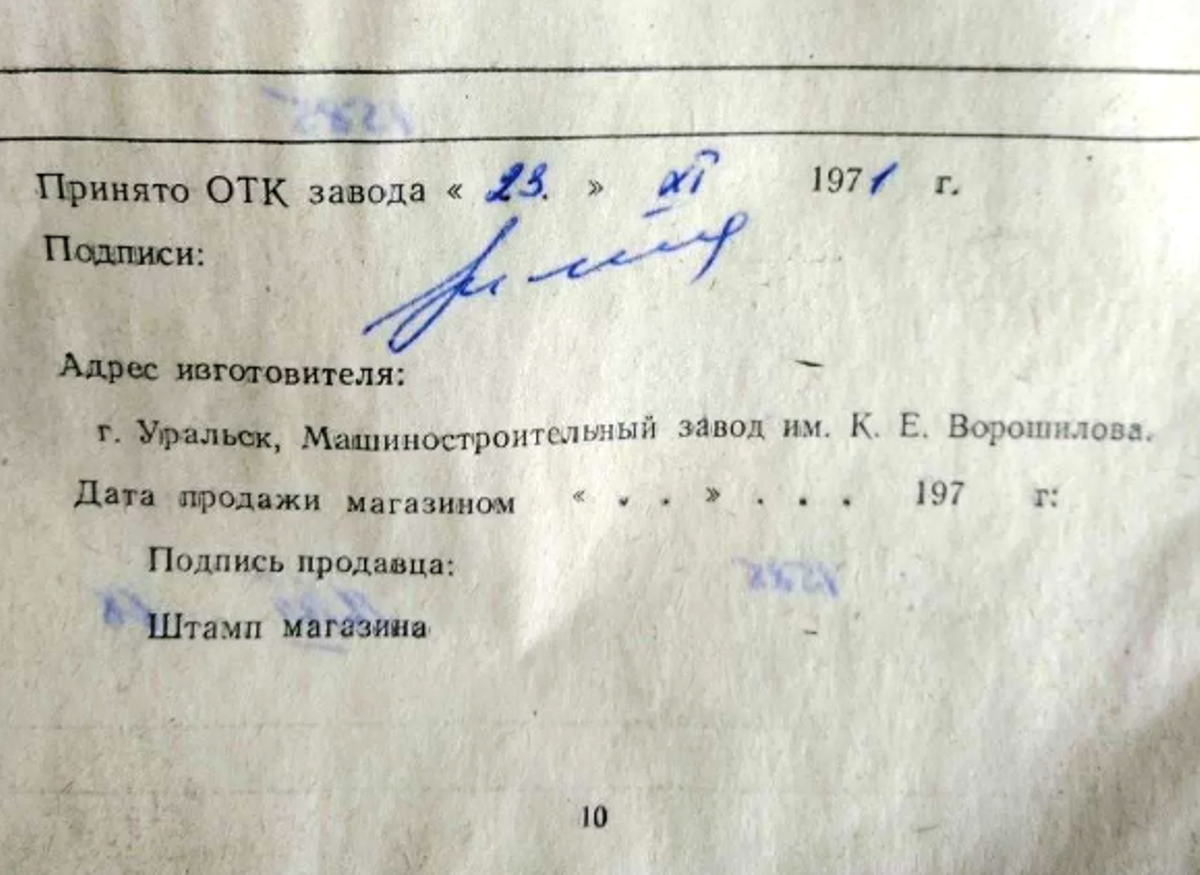 Принято ОТК завода « 23. » XI 1971 г.
Подписи:
Адрес изготовителя:
г. Уральск, Машиностроительный завод им. К. Е. Ворошилова.
Дата продажи магазином « . . » . . . 197 г:
Подпись продавца:
Штамп магазина
10